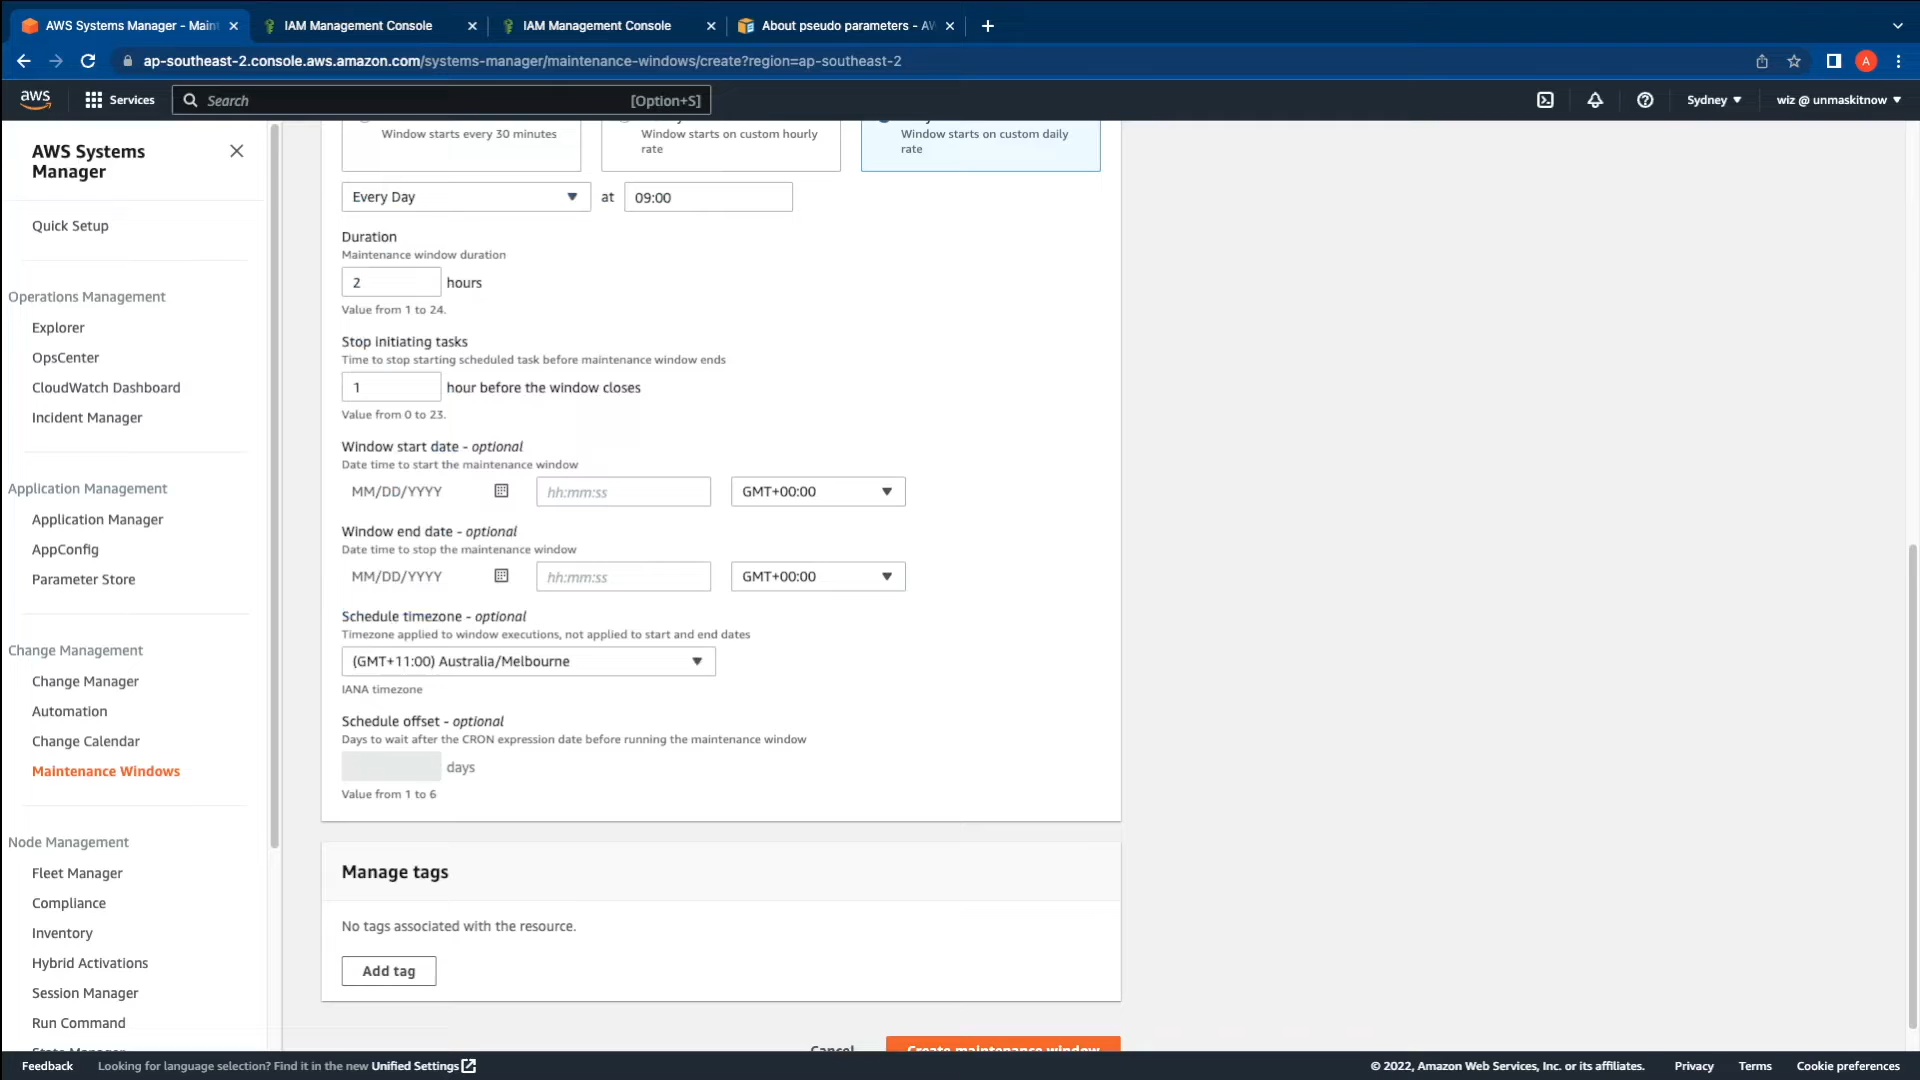 AWS Systems Manager - Maint
IAM Management Console
IAM Management Console
About pseudo parameters - AW
ap-southeast-2.console.aws.amazon.com/systems-manager/maintenance-windows/create?region=ap-southeast-2
A
aws
Services
Search
[Option+S]
Sydney
wiz @ unmaskitnow
AWS Systems Manager
Quick Setup
Operations Management
Explorer
OpsCenter
CloudWatch Dashboard
Incident Manager
Application Management
Application Manager
AppConfig
Parameter Store
Change Management
Change Manager
Automation
Change Calendar
Maintenance Windows
Node Management
Fleet Manager
Compliance
Inventory
Hybrid Activations
Session Manager
Run Command
State Manager
Window starts every 30 minutes
Window starts on custom hourly rate
Window starts on custom daily rate
Every Day
at
09:00
Duration
Maintenance window duration
2
hours
Value from 1 to 24.
Stop initiating tasks
Time to stop starting scheduled task before maintenance window ends
1
hour before the window closes
Value from 0 to 23.
Window start date - optional
Date time to start the maintenance window
MM/DD/YYYY
hh:mm:ss
GMT+00:00
Window end date - optional
Date time to stop the maintenance window
MM/DD/YYYY
hh:mm:ss
GMT+00:00
Schedule timezone - optional
Timezone applied to window executions, not applied to start and end dates
(GMT+11:00) Australia/Melbourne
IANA timezone
Schedule offset - optional
Days to wait after the CRON expression date before running the maintenance window
days
Value from 1 to 6
Manage tags
No tags associated with the resource.
Add tag
Cancel
Create maintenance window
Feedback
Looking for language selection? Find it in the new Unified Settings
© 2022, Amazon Web Services, Inc. or its affiliates.
Privacy
Terms
Cookie preferences